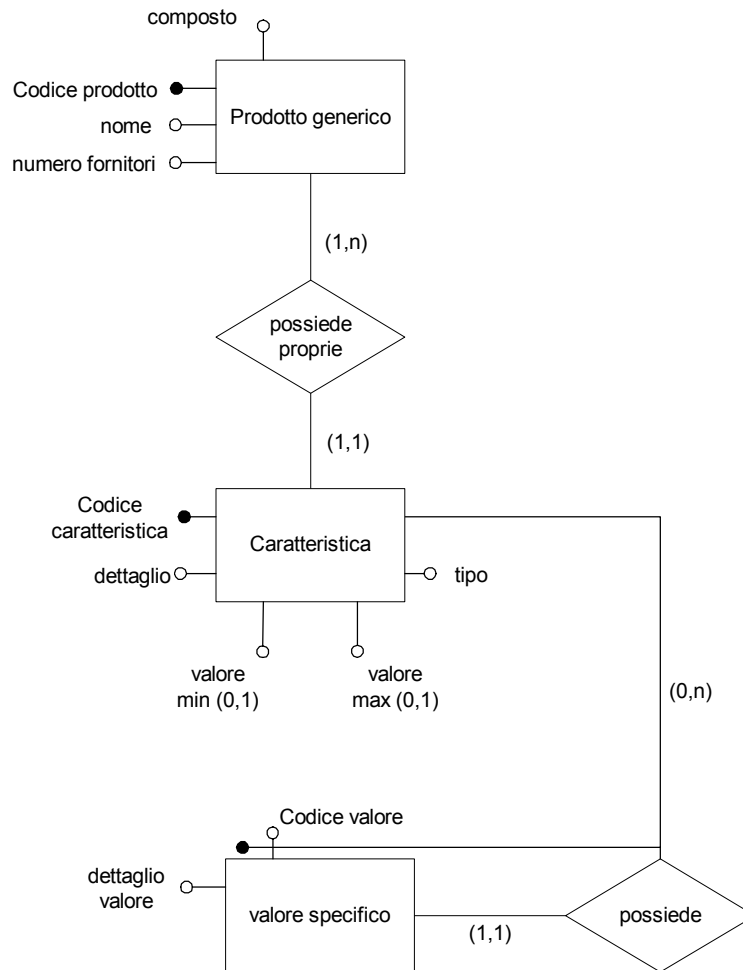 composto
Codice prodotto
nome
numero fornitori
Prodotto generico
(1,n)
possiede
proprie
(1,1)
Codice
caratteristica
dettaglio
Caratteristica
tipo
valore
min (0,1)
valore
max (0,1)
(0,n)
Codice valore
dettaglio
valore
valore specifico
(1,1)
possiede